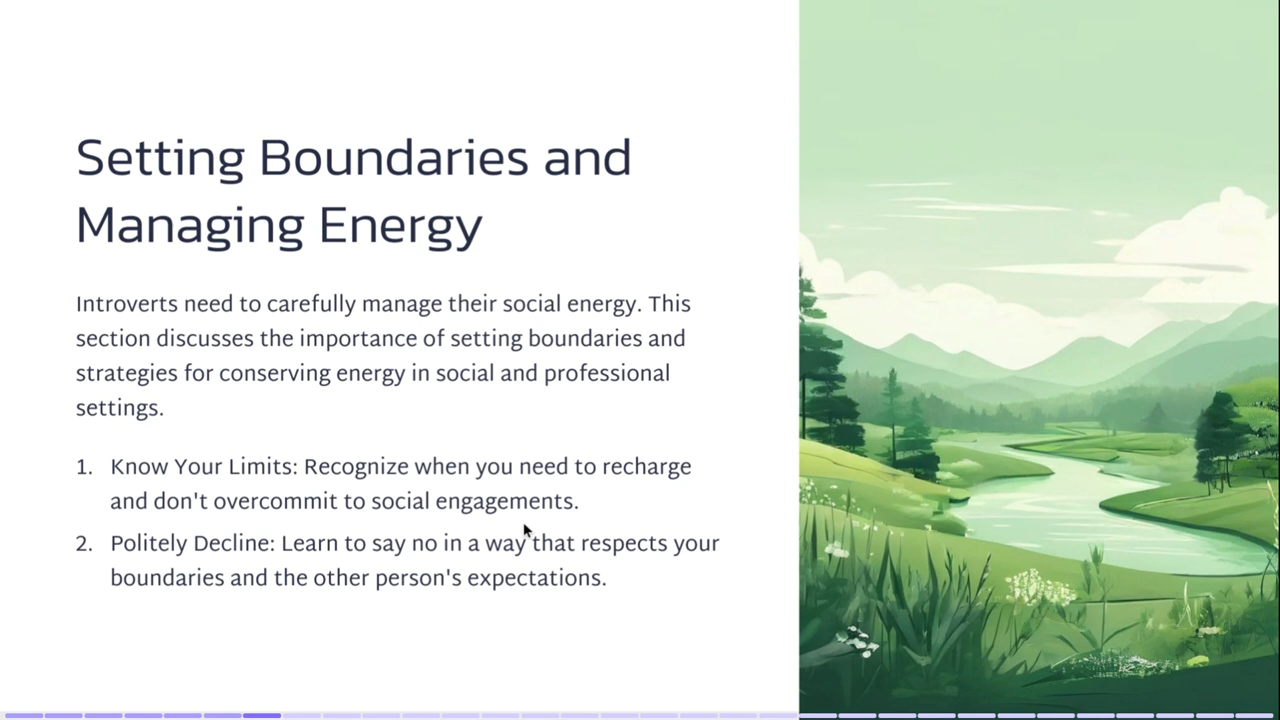 Setting Boundaries and
Managing Energy
Introverts need to carefully manage their social energy. This
section discusses the importance of setting boundaries and
strategies for conserving energy in social and professional
settings.
1. Know Your Limits: Recognize when you need to recharge
and don't overcommit to social engagements.
2. Politely Decline: Learn to say no in a way that respects your
boundaries and the other person's expectations.